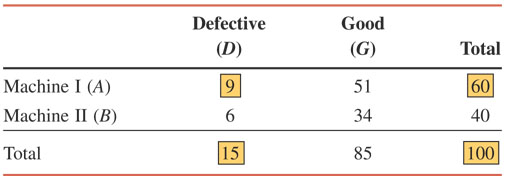 Defective Good
(D) (G) Total
Machine I (A) 9 51 60
Machine II (B) 6 34 40
Total 15 85 100